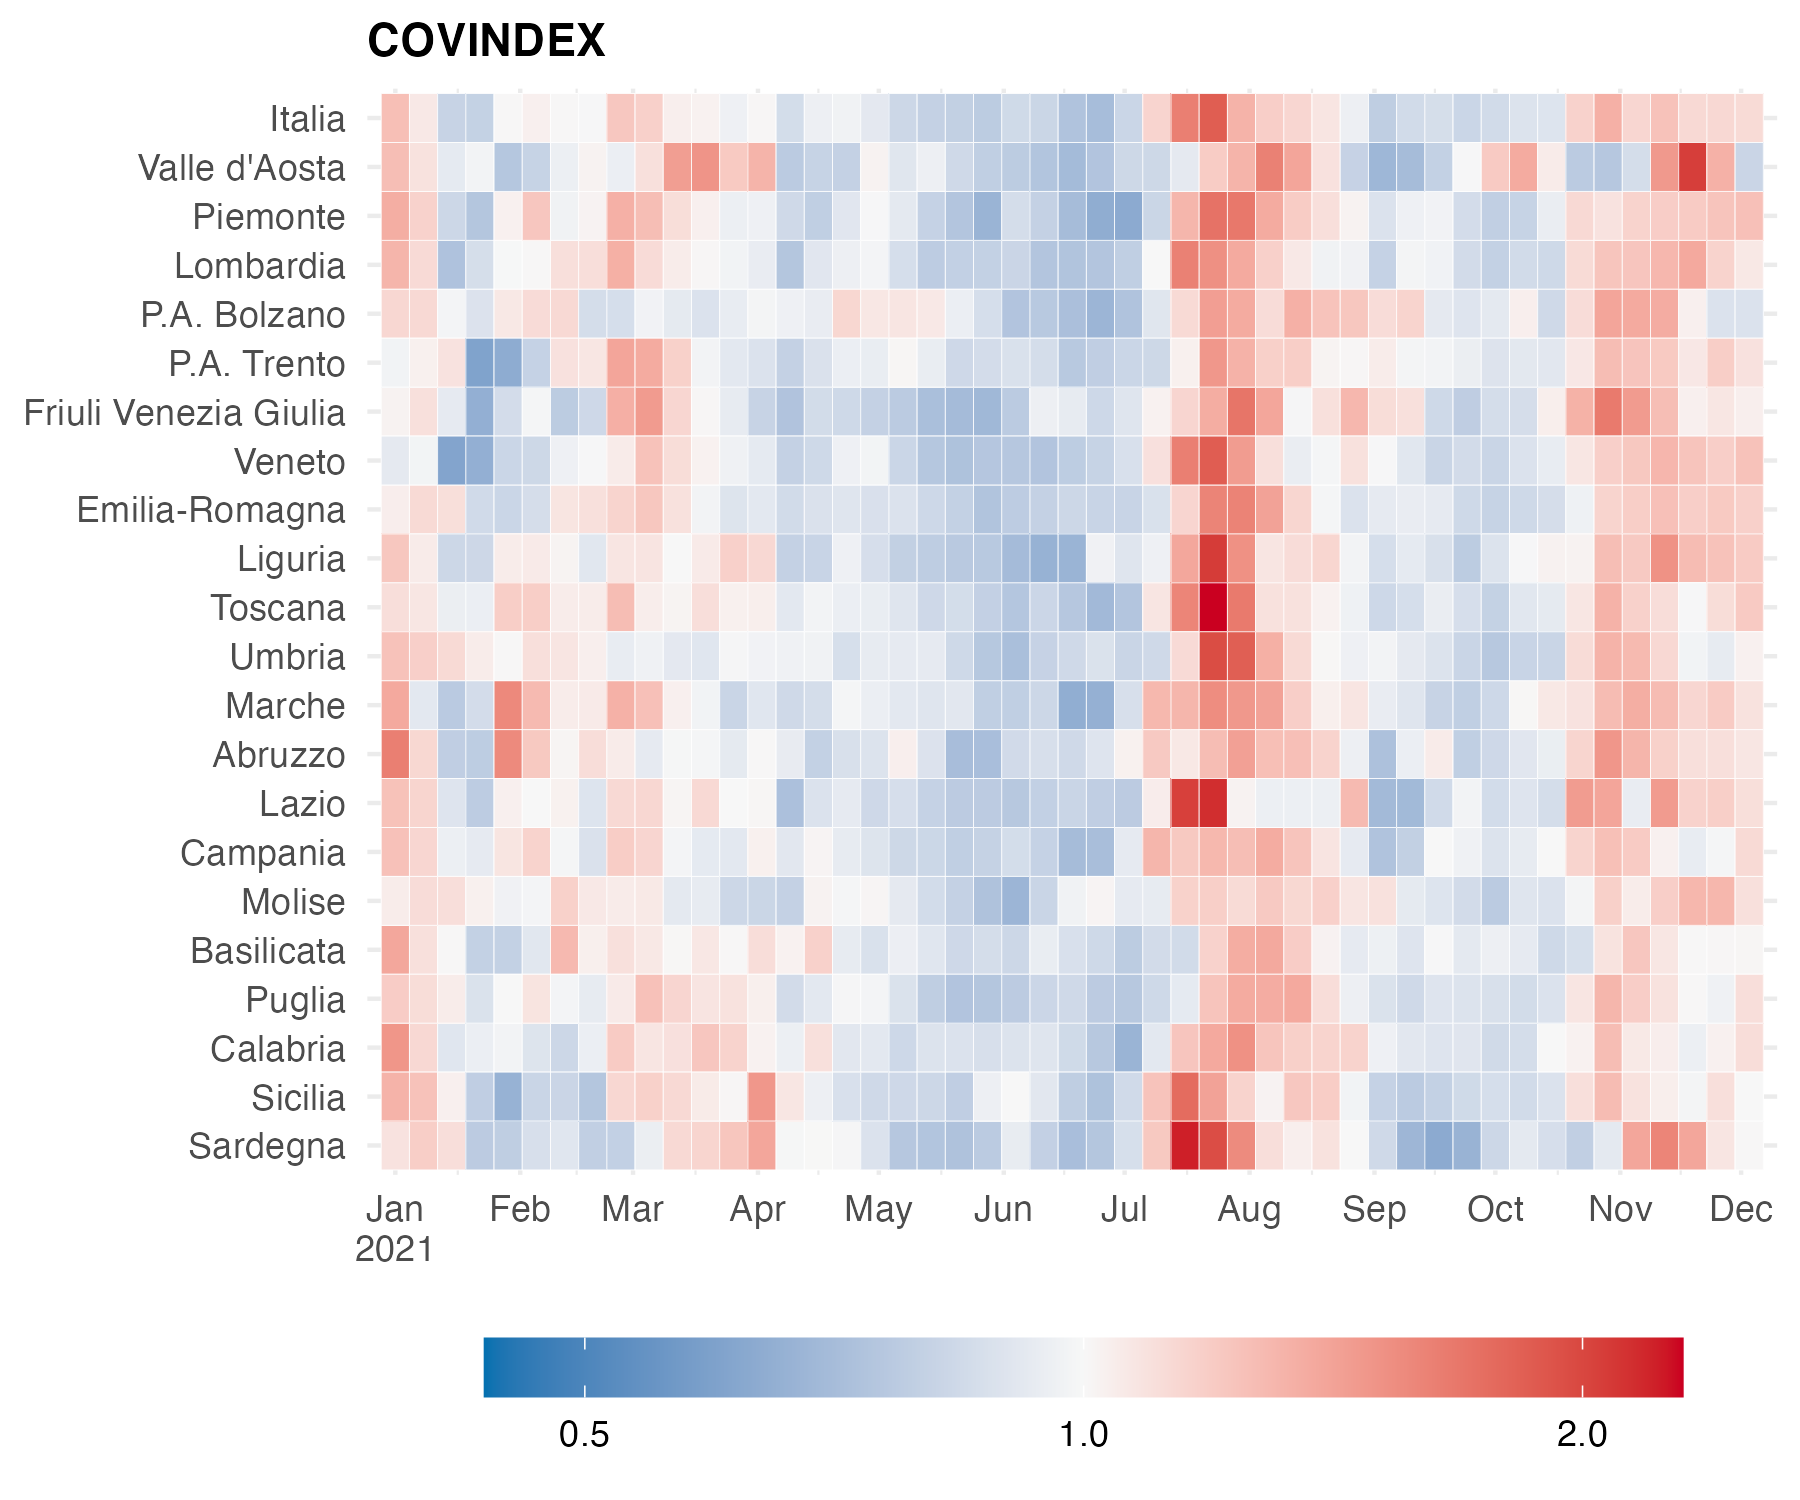 COVINDEX
Italia
Valle d'Aosta
Piemonte
Lombardia
P.A. Bolzano
P.A. Trento
Friuli Venezia Giulia
Veneto
Emilia-Romagna
Liguria
Toscana
Umbria
Marche
Abruzzo
Lazio
Campania
Molise
Basilicata
Puglia
Calabria
Sicilia
Sardegna
Jan Feb Mar Apr May Jun Jul Aug Sep Oct Nov Dec
2021
0.5 1.0 2.0